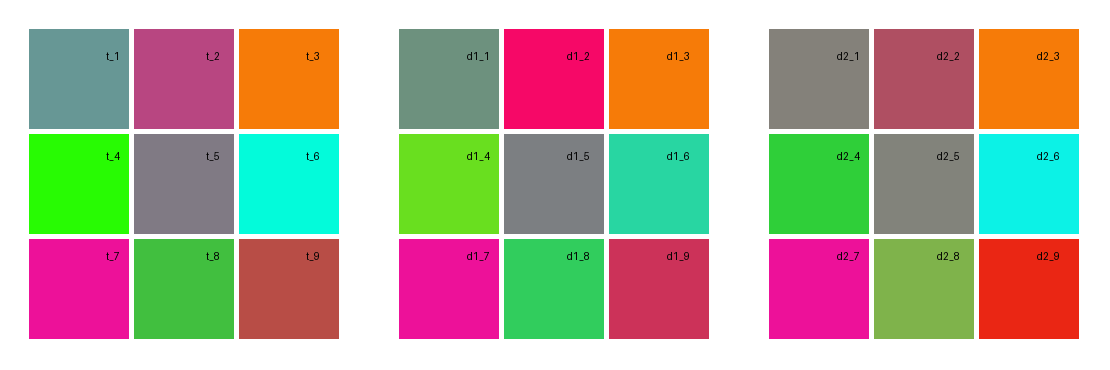 t_1 t_2 t_3 d1_1 d1_2 d1_3 d2_1 d2_2 d2_3
t_4 t_5 t_6 d1_4 d1_5 d1_6 d2_4 d2_5 d2_6
t_7 t_8 t_9 d1_7 d1_8 d1_9 d2_7 d2_8 d2_9